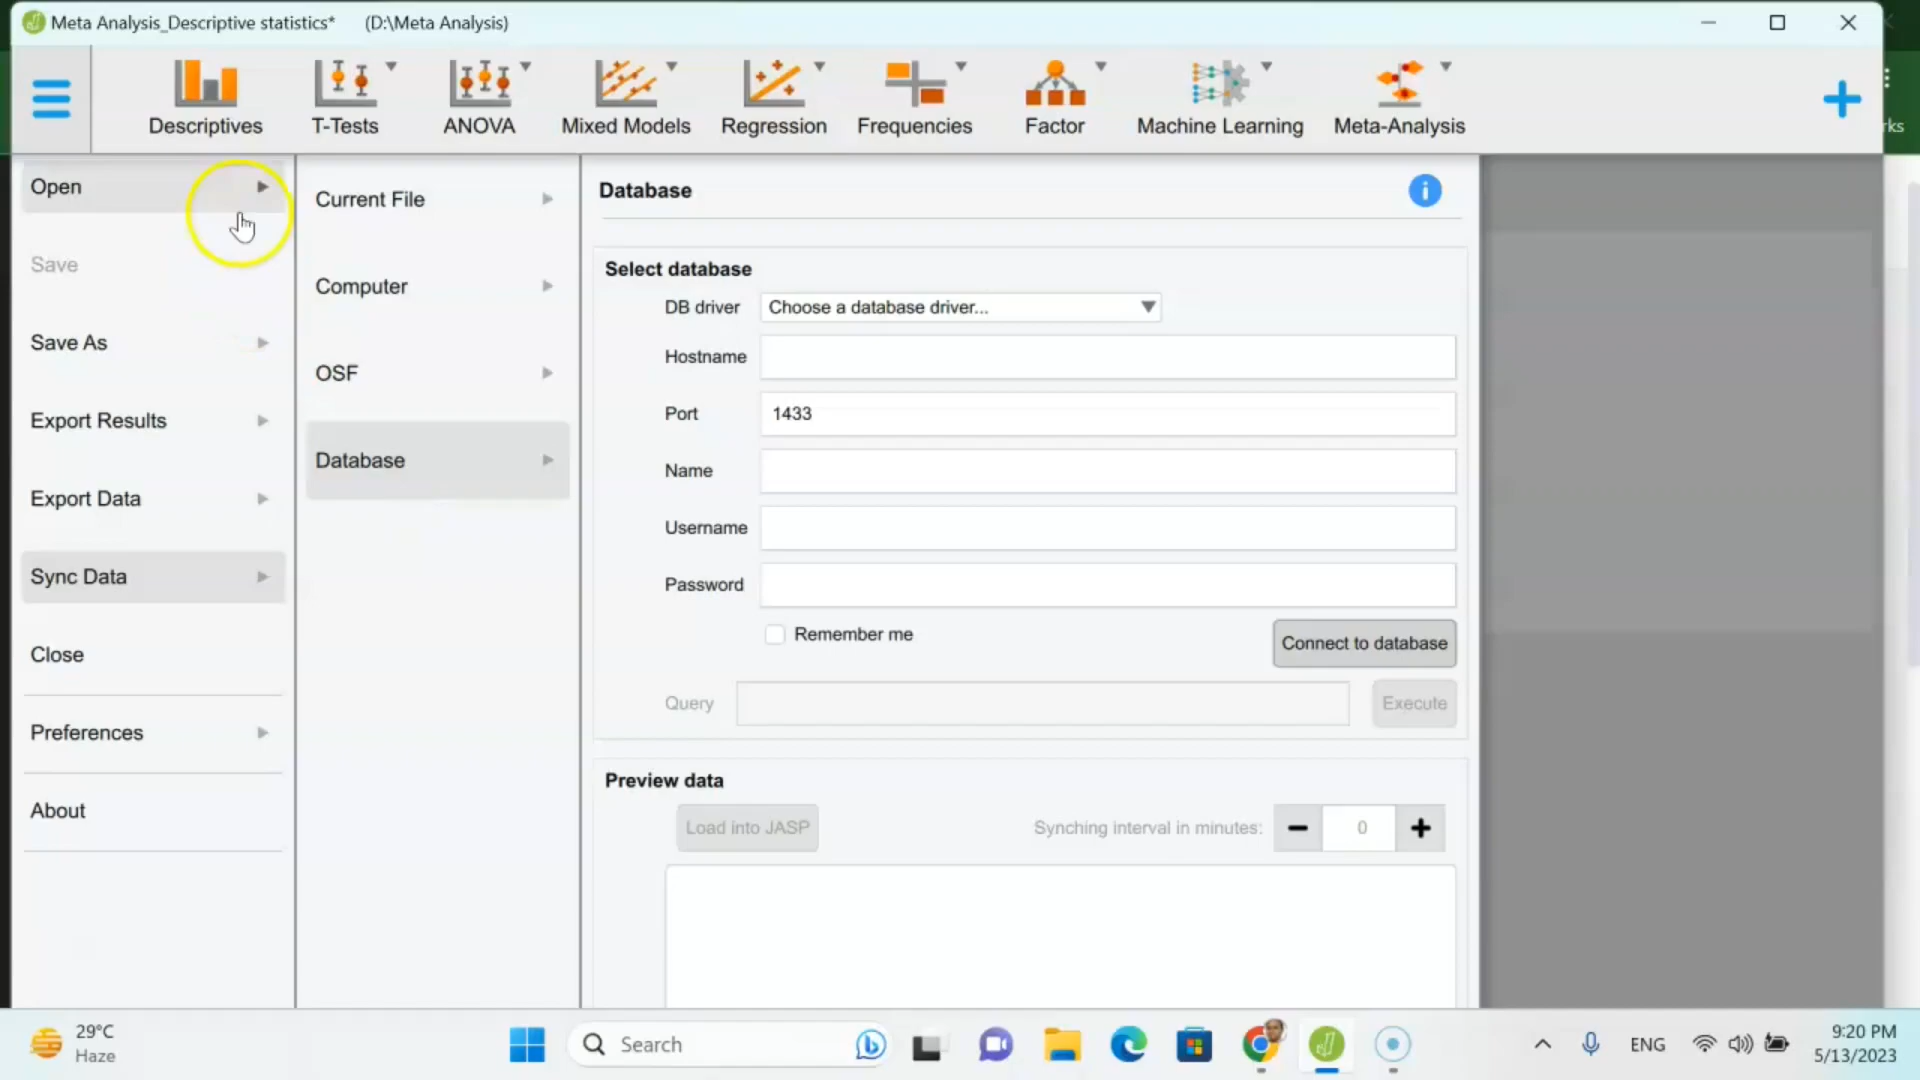 Meta Analysis_Descriptive statistics* (D:\Meta Analysis)
Descriptives T-Tests ANOVA Mixed Models Regression Frequencies Factor Machine Learning Meta-Analysis
rks
Open
Save
Save As
Export Results
Export Data
Sync Data
Close
Preferences
About
Current File
Computer
OSF
Database
Database
Select database
DB driver Choose a database driver...
Hostname
Port 1433
Name
Username
Password
Remember me
Connect to database
Query Execute
Preview data
Load into JASP Synching interval in minutes: 0
29°C
Haze
Search
ENG
9:20 PM
5/13/2023